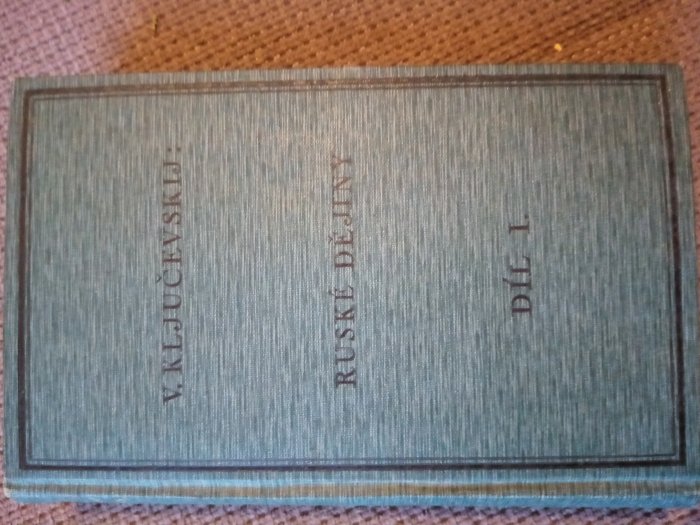 V. KLJUČEVSKIJ:
RUSKÉ DĚJINY
DÍL I.